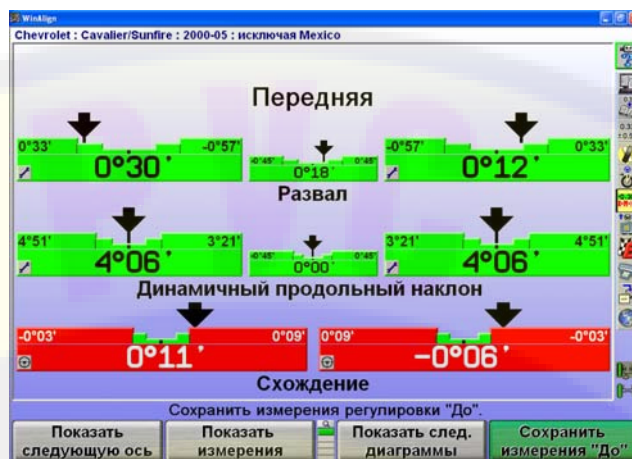 WinAlign
Chevrolet : Cavalier/Sunfire : 2000-05 : исключая Mexico
Передняя
0°33' -0°57' -0°57' 0°33'
-0°45' 0°45'
0°30 ' 0°18' 0°12 '
Развал
4°51' 3°21' 3°21' 4°51'
-0°45' 0°45'
4°06' 0°00' 4°06'
Динамичный продольный наклон
-0°03' 0°09' 0°09' -0°03'
0°11 ' -0°06'
Схождение
Сохранить измерения регулировки "До".
Показать следующую ось
Показать измерения
Показать след. диаграммы
Сохранить измерения "До"